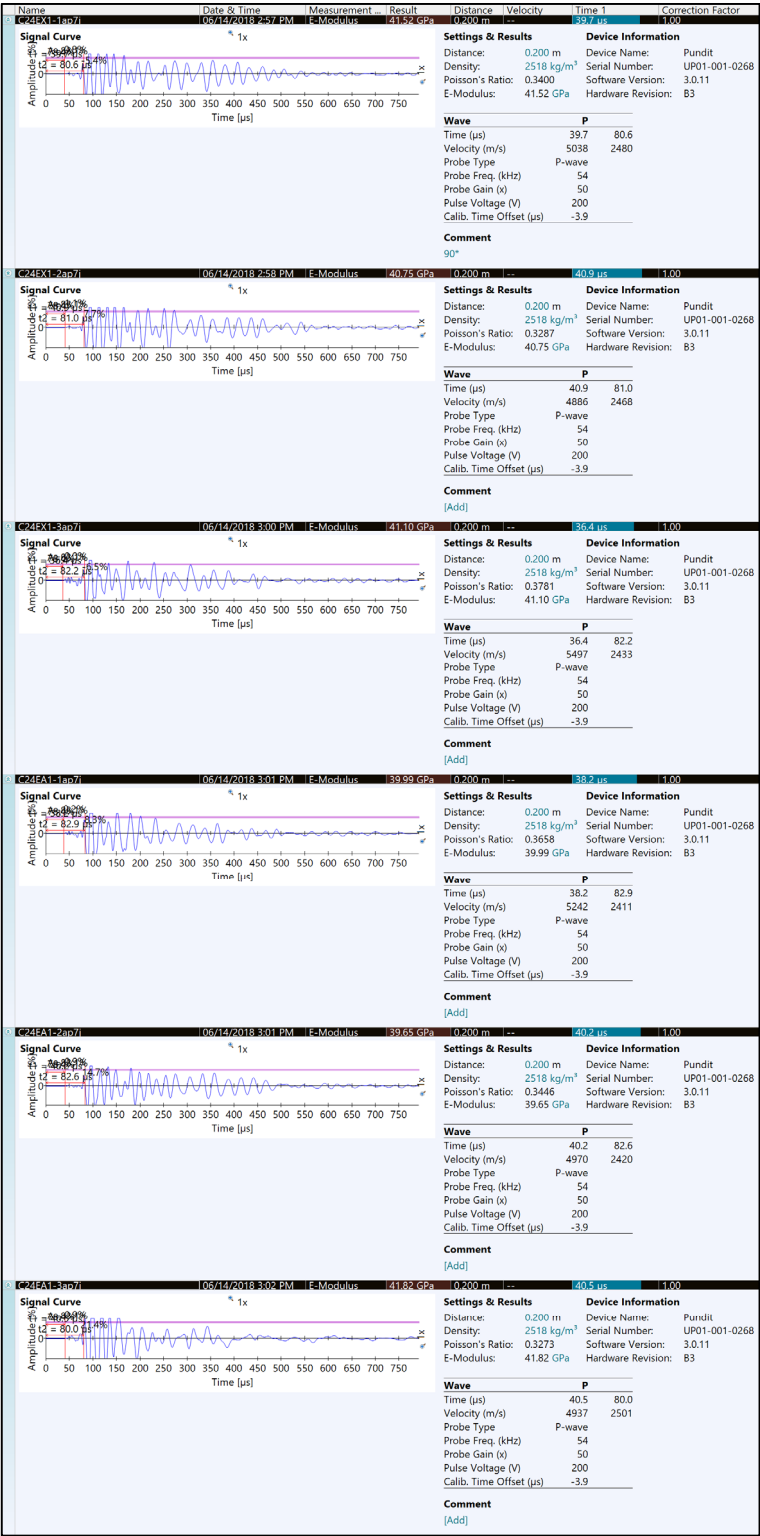 Name Date & Time Measurement ... Result Distance Velocity Time 1 Correction Factor
C24EX1-1ap7j 06/14/2018 2:57 PM E-Modulus 41.52 GPa 0.200 m -- 39.7 µs 1.00
Signal Curve 1x Settings & Results Device Information
Distance: 0.200 m Device Name: Pundit
Density: 2518 kg/m³ Serial Number: UP01-001-0268
Poisson's Ratio: 0.3400 Software Version: 3.0.11
E-Modulus: 41.52 GPa Hardware Revision: B3
t2 = 80.6 µs 5.4%
Amplitude [%]
0
0 50 100 150 200 250 300 350 400 450 500 550 600 650 700 750
Time [µs]
Wave P
Time (µs) 39.7 80.6
Velocity (m/s) 5038 2480
Probe Type P-wave
Probe Freq. (kHz) 54
Probe Gain (x) 50
Pulse Voltage (V) 200
Calib. Time Offset (µs) -3.9
Comment
90°
C24EX1-2ap7j 06/14/2018 2:58 PM E-Modulus 40.75 GPa 0.200 m -- 40.9 µs 1.00
Signal Curve 1x Settings & Results Device Information
Distance: 0.200 m Device Name: Pundit
Density: 2518 kg/m³ Serial Number: UP01-001-0268
Poisson's Ratio: 0.3287 Software Version: 3.0.11
E-Modulus: 40.75 GPa Hardware Revision: B3
t2 = 81.0 µs 7.7%
Amplitude [%]
0
0 50 100 150 200 250 300 350 400 450 500 550 600 650 700 750
Time [µs]
Wave P
Time (µs) 40.9 81.0
Velocity (m/s) 4886 2468
Probe Type P-wave
Probe Freq. (kHz) 54
Probe Gain (x) 50
Pulse Voltage (V) 200
Calib. Time Offset (µs) -3.9
Comment
[Add]
C24EX1-3ap7j 06/14/2018 3:00 PM E-Modulus 41.10 GPa 0.200 m -- 36.4 µs 1.00
Signal Curve 1x Settings & Results Device Information
Distance: 0.200 m Device Name: Pundit
Density: 2518 kg/m³ Serial Number: UP01-001-0268
Poisson's Ratio: 0.3781 Software Version: 3.0.11
E-Modulus: 41.10 GPa Hardware Revision: B3
t2 = 82.2 µs
Amplitude [%]
0
0 50 100 150 200 250 300 350 400 450 500 550 600 650 700 750
Time [µs]
Wave P
Time (µs) 36.4 82.2
Velocity (m/s) 5497 2433
Probe Type P-wave
Probe Freq. (kHz) 54
Probe Gain (x) 50
Pulse Voltage (V) 200
Calib. Time Offset (µs) -3.9
Comment
[Add]
C24EA1-1ap7j 06/14/2018 3:01 PM E-Modulus 39.99 GPa 0.200 m -- 38.2 µs 1.00
Signal Curve 1x Settings & Results Device Information
Distance: 0.200 m Device Name: Pundit
Density: 2518 kg/m³ Serial Number: UP01-001-0268
Poisson's Ratio: 0.3658 Software Version: 3.0.11
E-Modulus: 39.99 GPa Hardware Revision: B3
t2 = 82.9 µs 8.3%
Amplitude [%]
0
0 50 100 150 200 250 300 350 400 450 500 550 600 650 700 750
Time [µs]
Wave P
Time (µs) 38.2 82.9
Velocity (m/s) 5242 2411
Probe Type P-wave
Probe Freq. (kHz) 54
Probe Gain (x) 50
Pulse Voltage (V) 200
Calib. Time Offset (µs) -3.9
Comment
[Add]
C24EA1-2ap7j 06/14/2018 3:01 PM E-Modulus 39.65 GPa 0.200 m -- 40.2 µs 1.00
Signal Curve 1x Settings & Results Device Information
Distance: 0.200 m Device Name: Pundit
Density: 2518 kg/m³ Serial Number: UP01-001-0268
Poisson's Ratio: 0.3446 Software Version: 3.0.11
E-Modulus: 39.65 GPa Hardware Revision: B3
t2 = 82.6 µs
Amplitude [%]
0
0 50 100 150 200 250 300 350 400 450 500 550 600 650 700 750
Time [µs]
Wave P
Time (µs) 40.2 82.6
Velocity (m/s) 4970 2420
Probe Type P-wave
Probe Freq. (kHz) 54
Probe Gain (x) 50
Pulse Voltage (V) 200
Calib. Time Offset (µs) -3.9
Comment
[Add]
C24EA1-3ap7j 06/14/2018 3:02 PM E-Modulus 41.82 GPa 0.200 m -- 40.5 µs 1.00
Signal Curve 1x Settings & Results Device Information
Distance: 0.200 m Device Name: Pundit
Density: 2518 kg/m³ Serial Number: UP01-001-0268
Poisson's Ratio: 0.3273 Software Version: 3.0.11
E-Modulus: 41.82 GPa Hardware Revision: B3
t2 = 80.0 µs
Amplitude [%]
0
0 50 100 150 200 250 300 350 400 450 500 550 600 650 700 750
Time [µs]
Wave P
Time (µs) 40.5 80.0
Velocity (m/s) 4937 2501
Probe Type P-wave
Probe Freq. (kHz) 54
Probe Gain (x) 50
Pulse Voltage (V) 200
Calib. Time Offset (µs) -3.9
Comment
[Add]